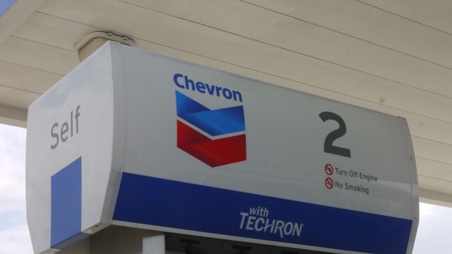 Self
Chevron
2
Turn Off Engine
No Smoking
with
TECHRON